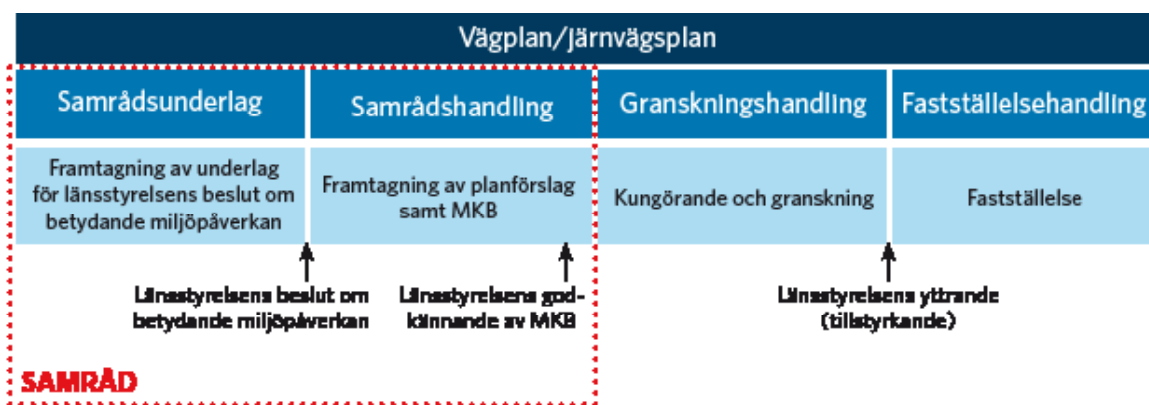 Vägplan/järnvägsplan
Samrådsunderlag
Samrådshandling
Granskningshandling
Fastställelsehandling
Framtagning av underlag
för länsstyrelsens beslut om
betydande miljöpåverkan
Framtagning av planförslag
samt MKB
Kungörande och granskning
Fastställelse
Länsstyrelsens beslut om
betydande miljöpåverkan
Länsstyrelsens god-
kännande av MKB
Länsstyrelsens yttrande
(tillstyrkande)
SAMRÅD